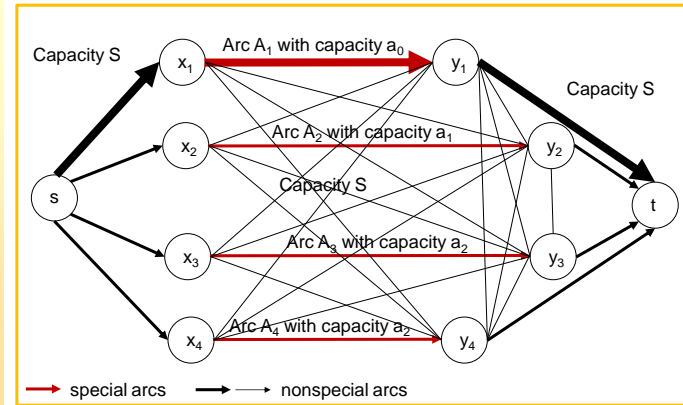 Arc A₁ with capacity a₀
Capacity S
x₁
y₁
Capacity S
Arc A₂ with capacity a₁
x₂
y₂
Capacity S
s
t
Arc A₃ with capacity a₂
x₃
y₃
Arc A₄ with capacity a₂
x₄
y₄
special arcs
nonspecial arcs